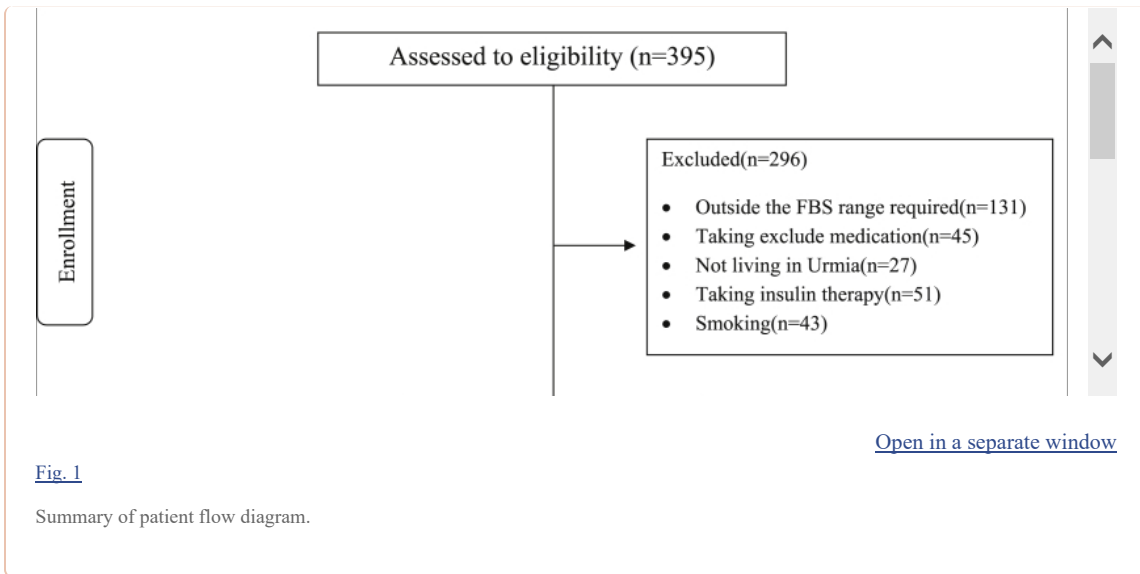 Assessed to eligibility (n=395)
Enrollment
Excluded(n=296)
• Outside the FBS range required(n=131)
• Taking exclude medication(n=45)
• Not living in Urmia(n=27)
• Taking insulin therapy(n=51)
• Smoking(n=43)
Open in a separate window
Fig. 1
Summary of patient flow diagram.